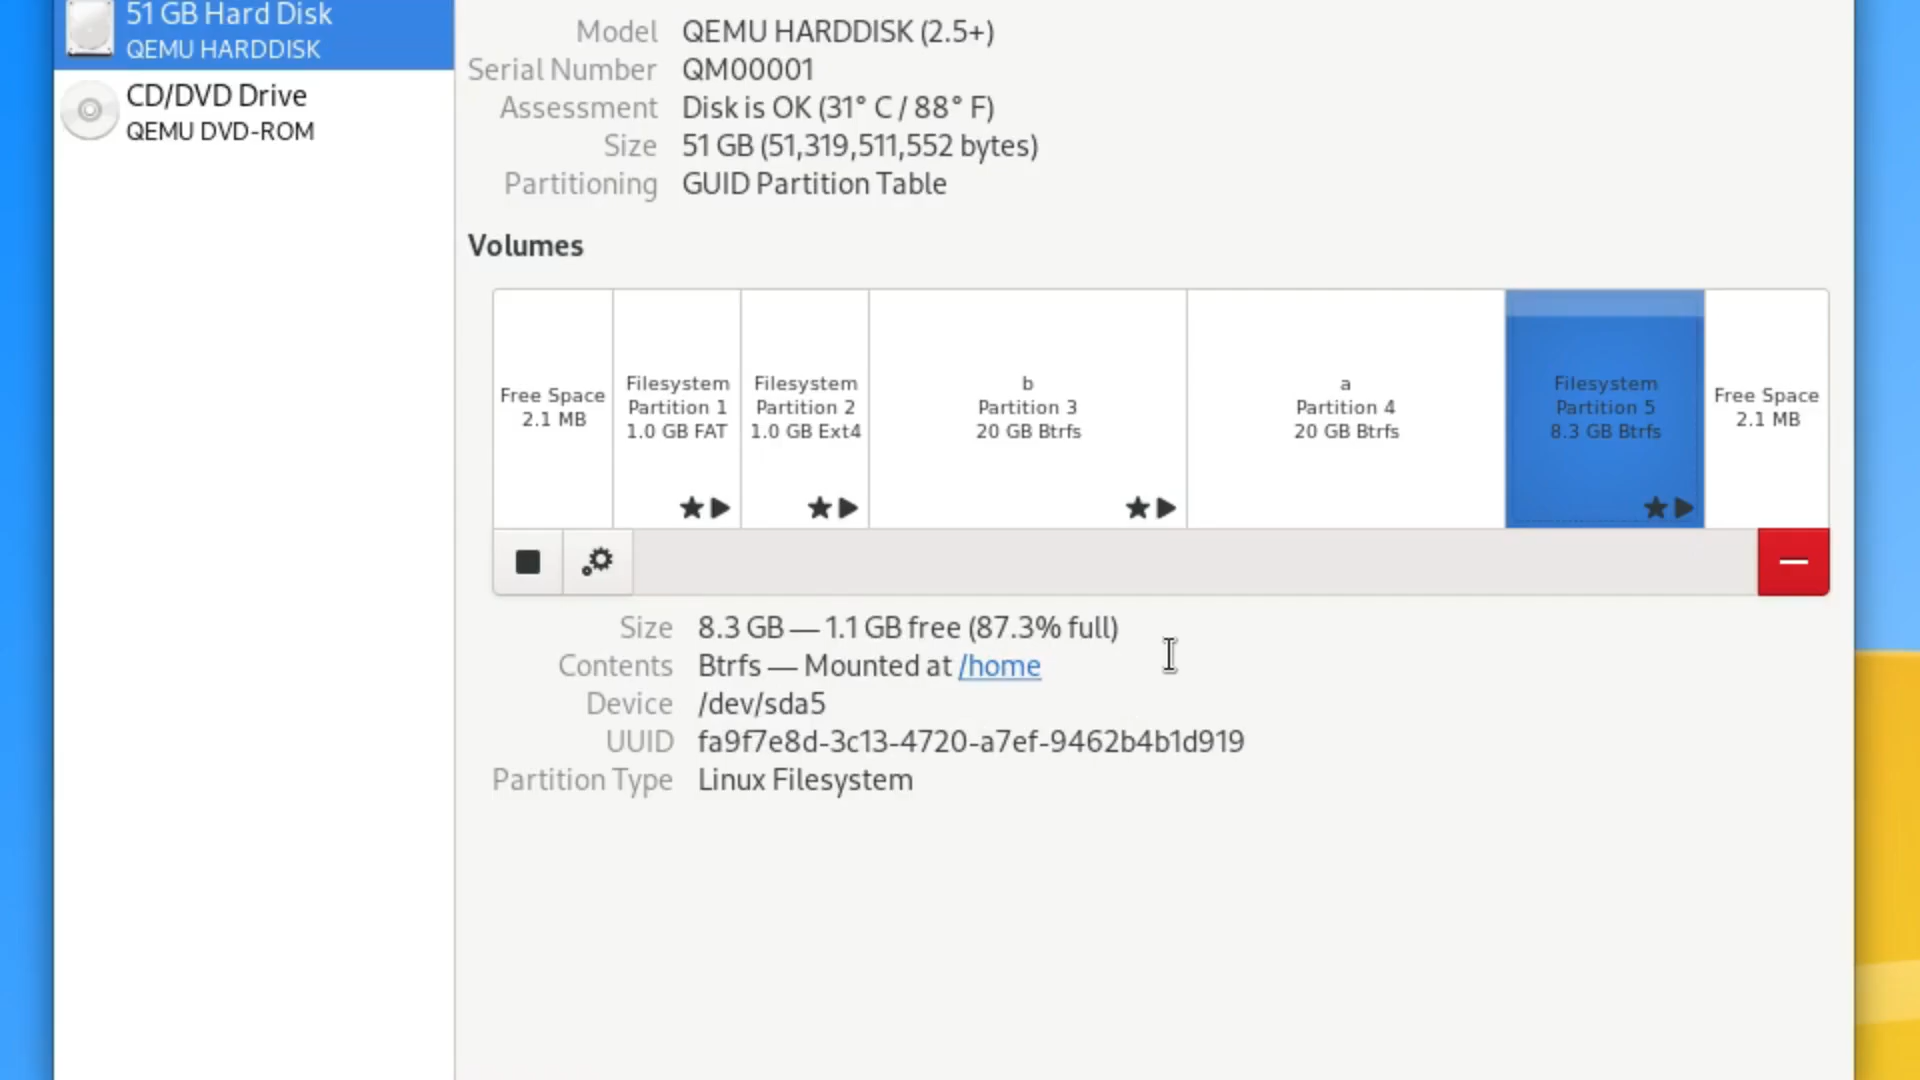 51 GB Hard Disk
QEMU HARDDISK
CD/DVD Drive
QEMU DVD-ROM
Model QEMU HARDDISK (2.5+)
Serial Number QM00001
Assessment Disk is OK (31° C / 88° F)
Size 51 GB (51,319,511,552 bytes)
Partitioning GUID Partition Table
Volumes
Free Space
2.1 MB
Filesystem
Partition 1
1.0 GB FAT
Filesystem
Partition 2
1.0 GB Ext4
b
Partition 3
20 GB Btrfs
a
Partition 4
20 GB Btrfs
Filesystem
Partition 5
8.3 GB Btrfs
Free Space
2.1 MB
Size 8.3 GB — 1.1 GB free (87.3% full)
Contents Btrfs — Mounted at /home
Device /dev/sda5
UUID fa9f7e8d-3c13-4720-a7ef-9462b4b1d919
Partition Type Linux Filesystem